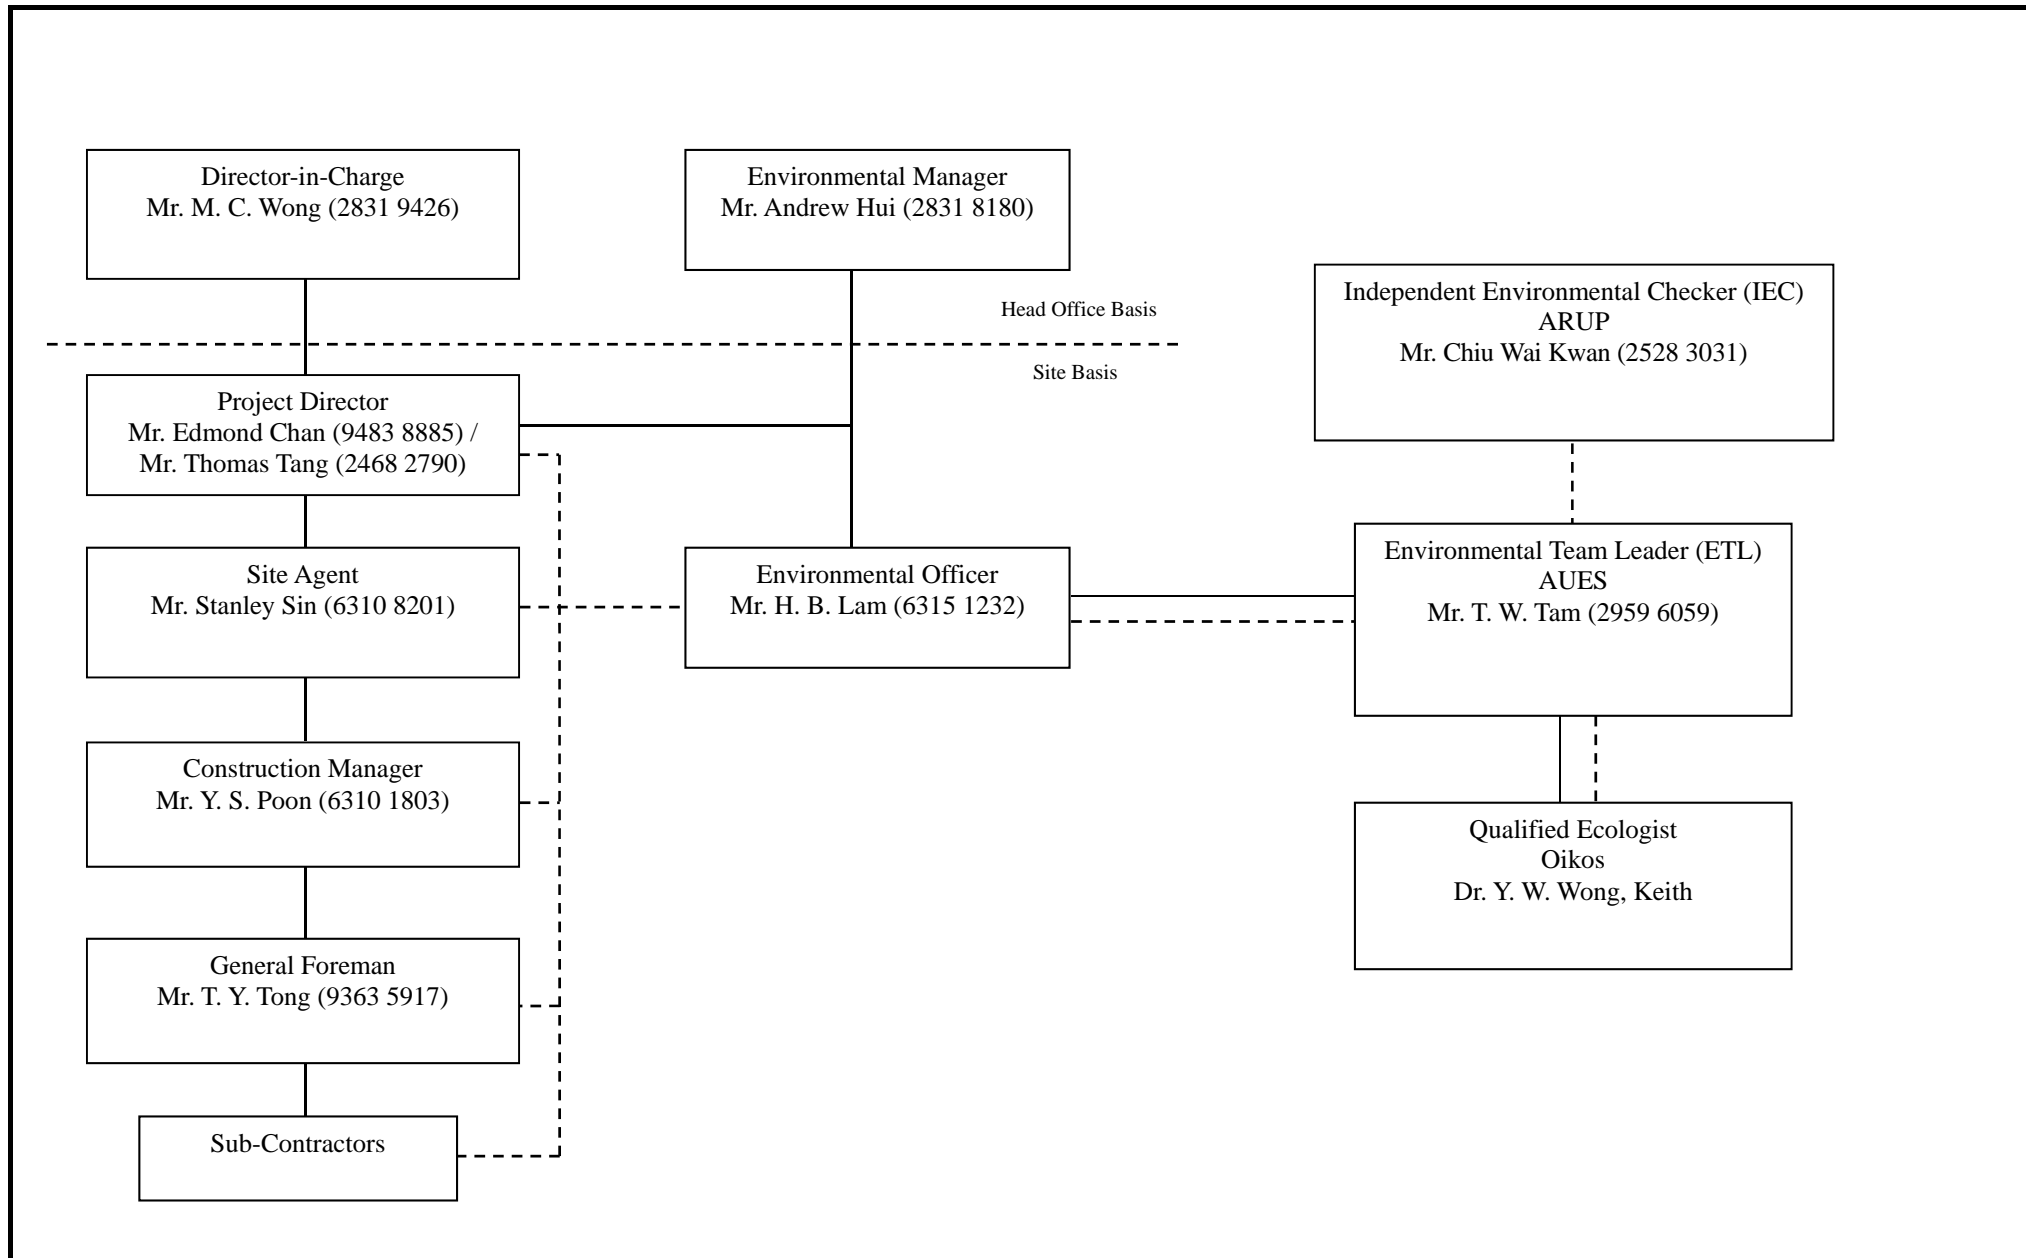 Director-in-Charge
Mr. M. C. Wong (2831 9426)
Environmental Manager
Mr. Andrew Hui (2831 8180)
Independent Environmental Checker (IEC)
ARUP
Mr. Chiu Wai Kwan (2528 3031)
Head Office Basis
Site Basis
Project Director
Mr. Edmond Chan (9483 8885) /
Mr. Thomas Tang (2468 2790)
Site Agent
Mr. Stanley Sin (6310 8201)
Environmental Officer
Mr. H. B. Lam (6315 1232)
Environmental Team Leader (ETL)
AUES
Mr. T. W. Tam (2959 6059)
Construction Manager
Mr. Y. S. Poon (6310 1803)
Qualified Ecologist
Oikos
Dr. Y. W. Wong, Keith
General Foreman
Mr. T. Y. Tong (9363 5917)
Sub-Contractors